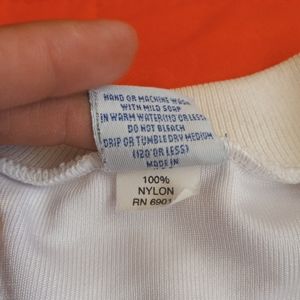 HAND OR MACHINE WASH
WITH MILD SOAP
IN WARM WATER(110 OR LESS)
DO NOT BLEACH
DRIP OR TUMBLE DRY MEDIUM
(120 OR LESS)
MADE IN
100%
NYLON
RN 6901